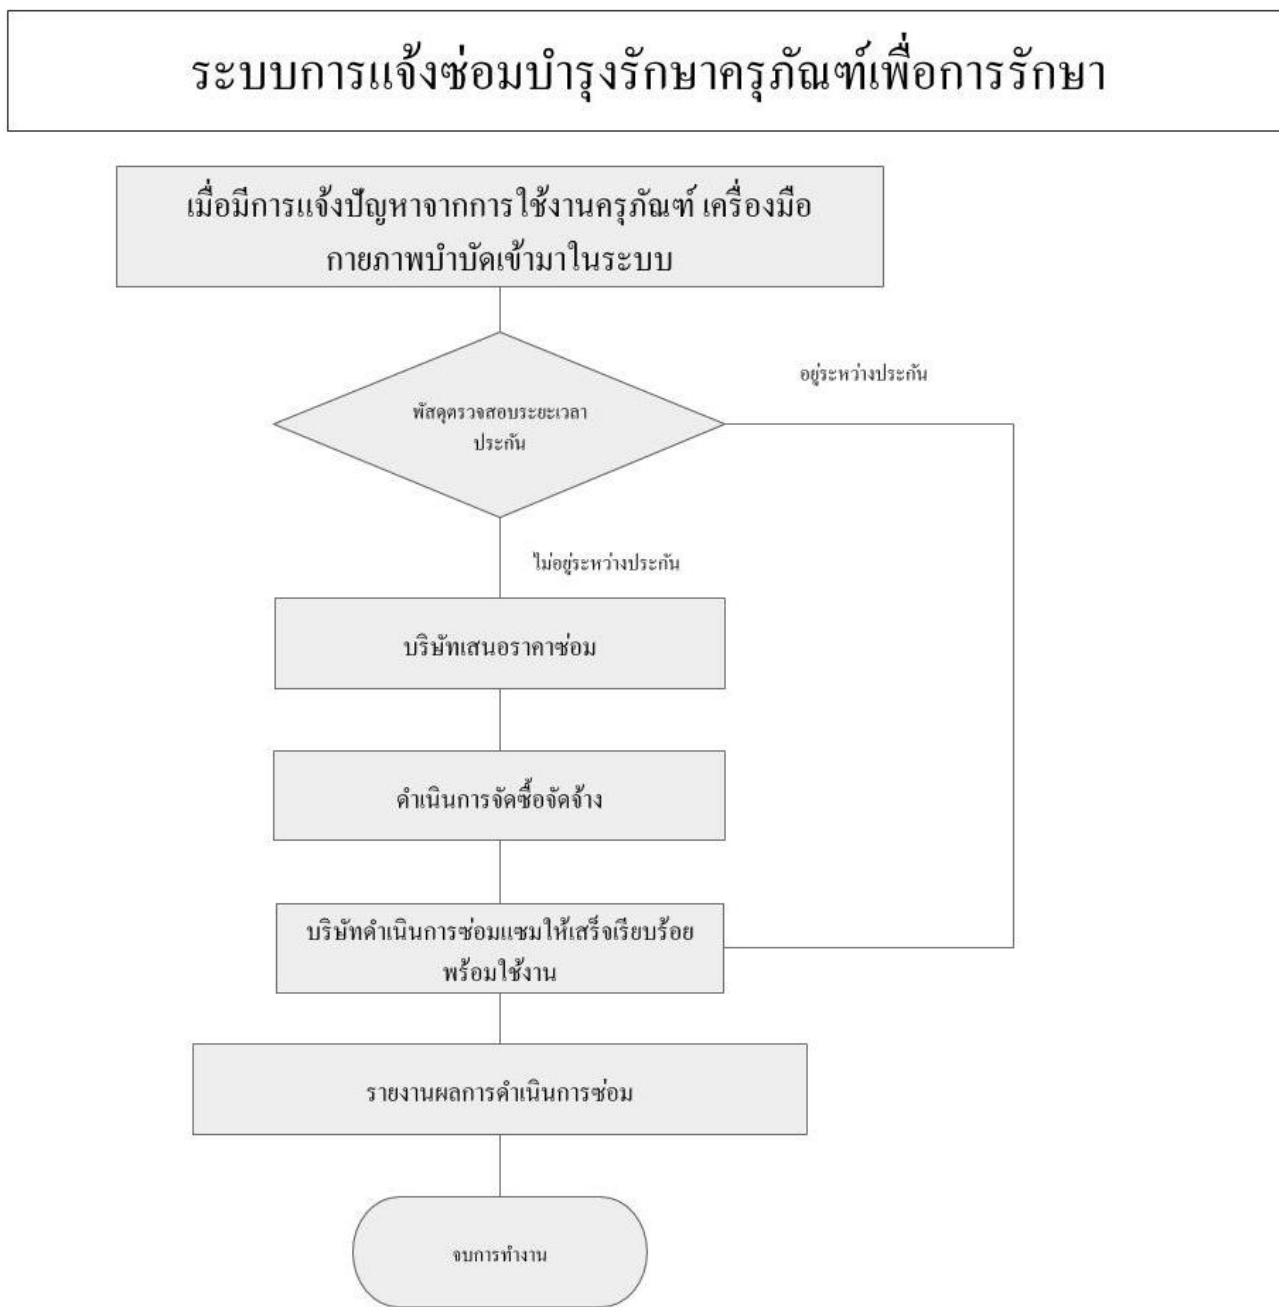 ระบบการแจ้งซ่อมบำรุงรักษาครุภัณฑ์เพื่อการรักษา
เมื่อมีการแจ้งปัญหาจากการใช้งานครุภัณฑ์ เครื่องมือ
กายภาพบำบัดเข้ามาในระบบ
อยู่ระหว่างประกัน
พัสดุตรวจสอบระยะเวลา
ประกัน
ไม่อยู่ระหว่างประกัน
บริษัทเสนอราคาซ่อม
ดำเนินการจัดซื้อจัดจ้าง
บริษัทดำเนินการซ่อมแซมให้เสร็จเรียบร้อย
พร้อมใช้งาน
รายงานผลการดำเนินการซ่อม
จบการทำงาน